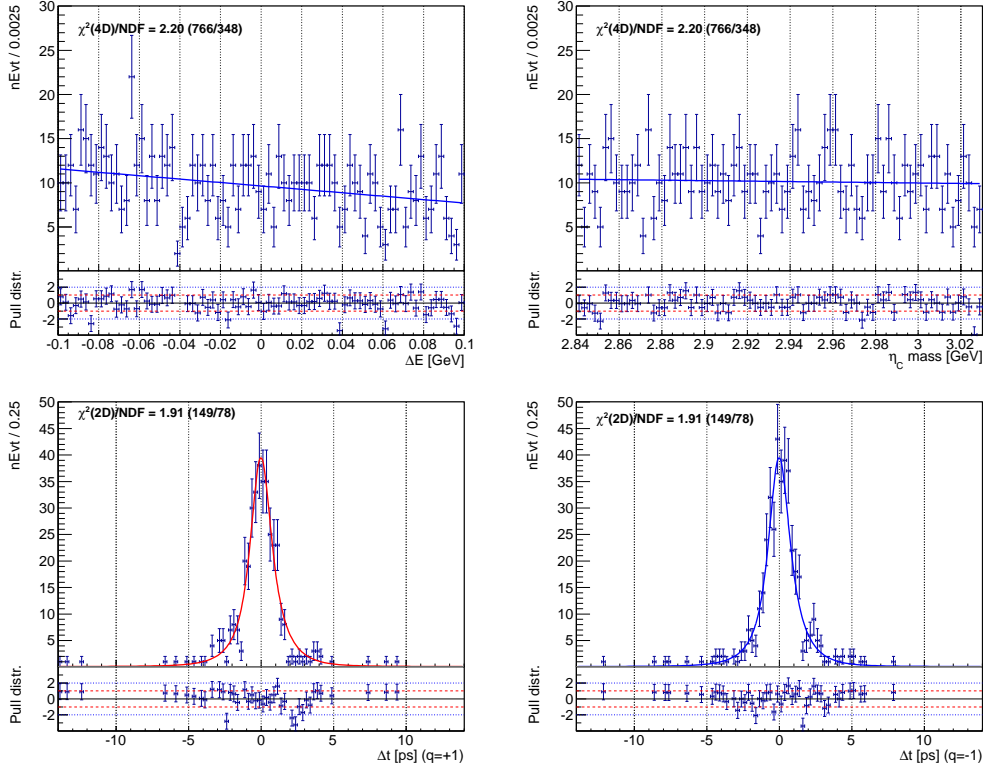 χ²(4D)/NDF = 2.20 (766/348)
nEvt / 0.0025
30
25
20
15
10
5
Pull distr.
2
0
-2
-0.1 -0.08 -0.06 -0.04 -0.02 0 0.02 0.04 0.06 0.08 0.1
ΔE [GeV]
χ²(4D)/NDF = 2.20 (766/348)
nEvt / 0.0025
30
25
20
15
10
5
Pull distr.
2
0
-2
2.84 2.86 2.88 2.9 2.92 2.94 2.96 2.98 3 3.02
η_C mass [GeV]
χ²(2D)/NDF = 1.91 (149/78)
nEvt / 0.25
50
45
40
35
30
25
20
15
10
5
Pull distr.
2
0
-2
-10 -5 0 5 10
Δt [ps] (q=+1)
χ²(2D)/NDF = 1.91 (149/78)
nEvt / 0.25
50
45
40
35
30
25
20
15
10
5
Pull distr.
2
0
-2
-10 -5 0 5 10
Δt [ps] (q=-1)